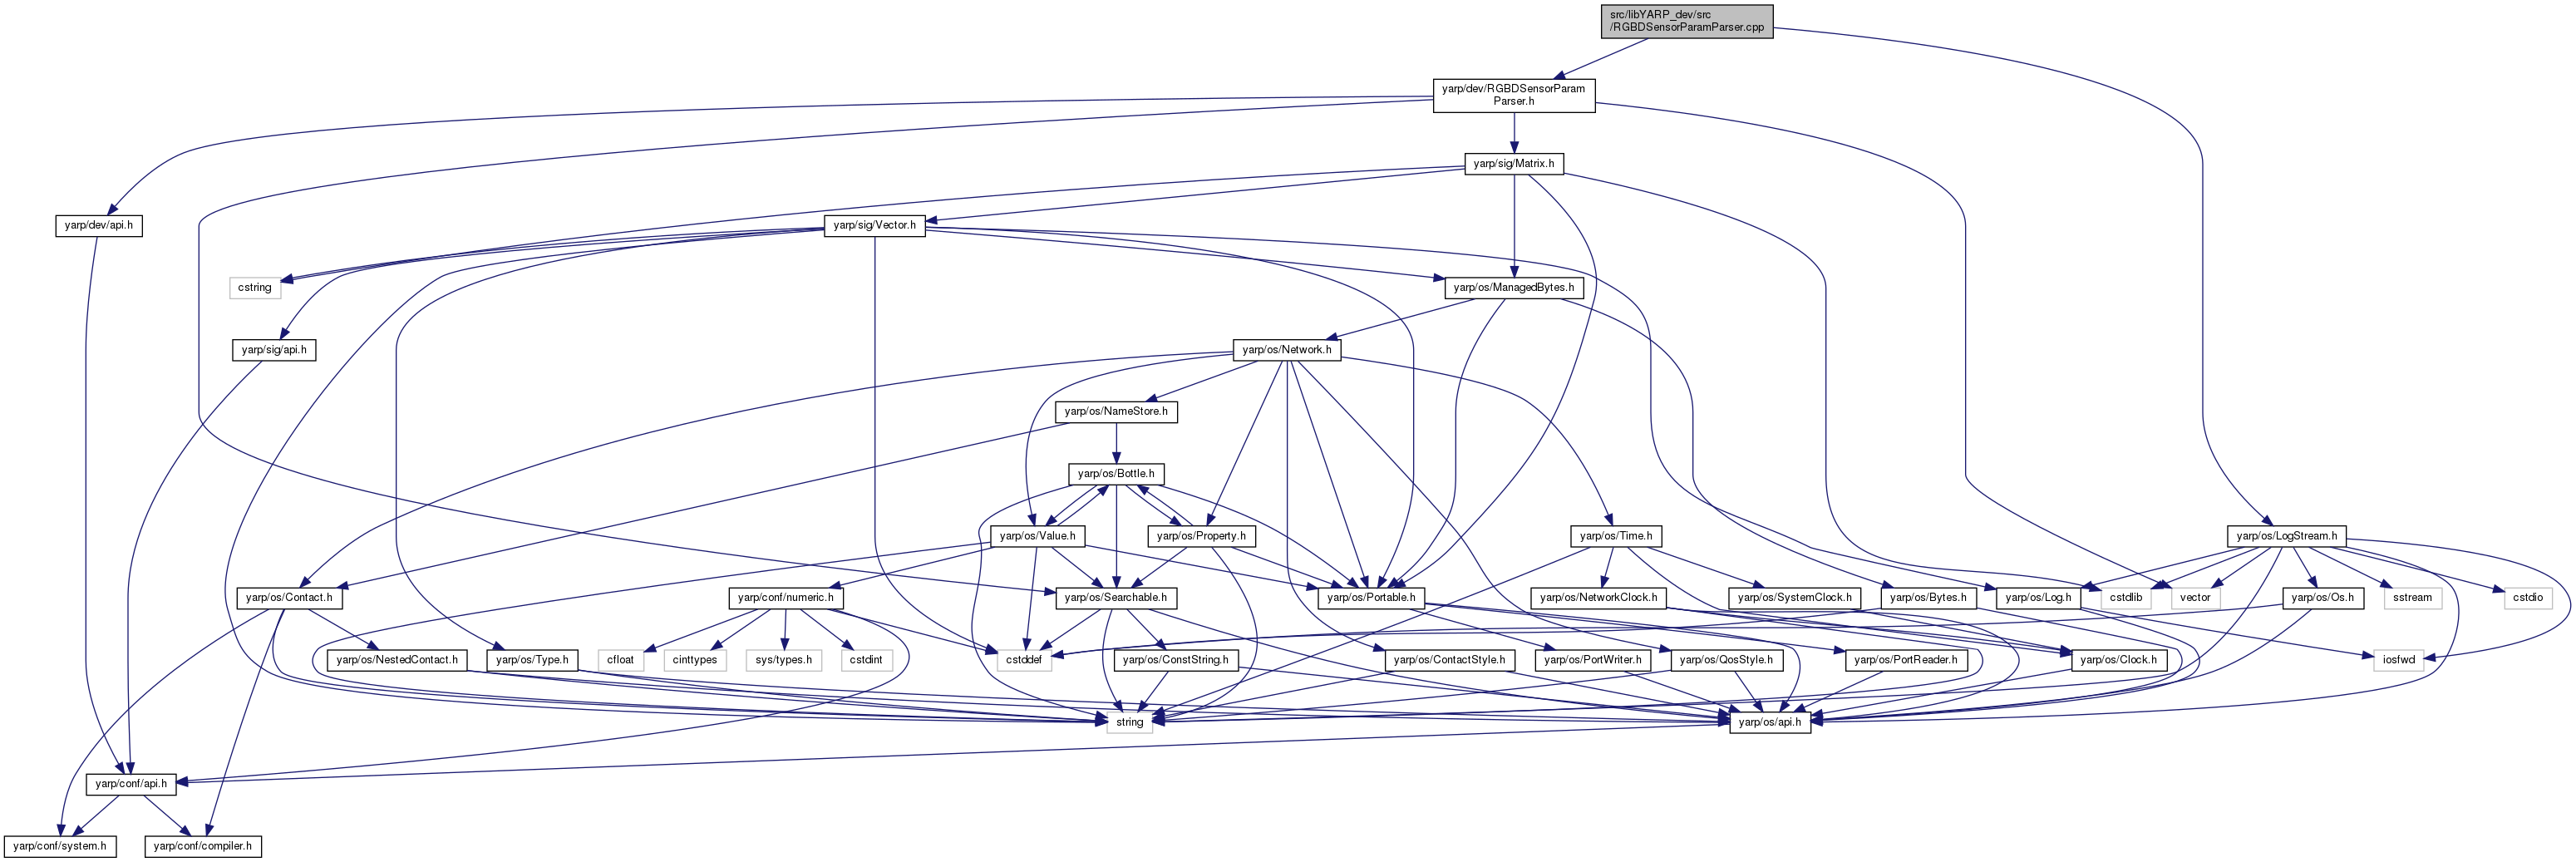 src/libYARP_dev/src
/RGBDSensorParamParser.cpp
yarp/dev/RGBDSensorParam
Parser.h
yarp/sig/Matrix.h
yarp/dev/api.h
yarp/sig/Vector.h
cstring
yarp/os/ManagedBytes.h
yarp/sig/api.h
yarp/os/Network.h
yarp/os/NameStore.h
yarp/os/Bottle.h
yarp/os/Value.h
yarp/os/Property.h
yarp/os/Time.h
yarp/os/LogStream.h
yarp/os/Contact.h
yarp/conf/numeric.h
yarp/os/Searchable.h
yarp/os/Portable.h
yarp/os/NetworkClock.h
yarp/os/SystemClock.h
yarp/os/Bytes.h
yarp/os/Log.h
cstdlib
vector
yarp/os/Os.h
sstream
cstdio
yarp/os/NestedContact.h
yarp/os/Type.h
cfloat
cinttypes
sys/types.h
cstdint
cstddef
yarp/os/ConstString.h
yarp/os/ContactStyle.h
yarp/os/PortWriter.h
yarp/os/QosStyle.h
yarp/os/PortReader.h
yarp/os/Clock.h
iosfwd
string
yarp/os/api.h
yarp/conf/api.h
yarp/conf/system.h
yarp/conf/compiler.h